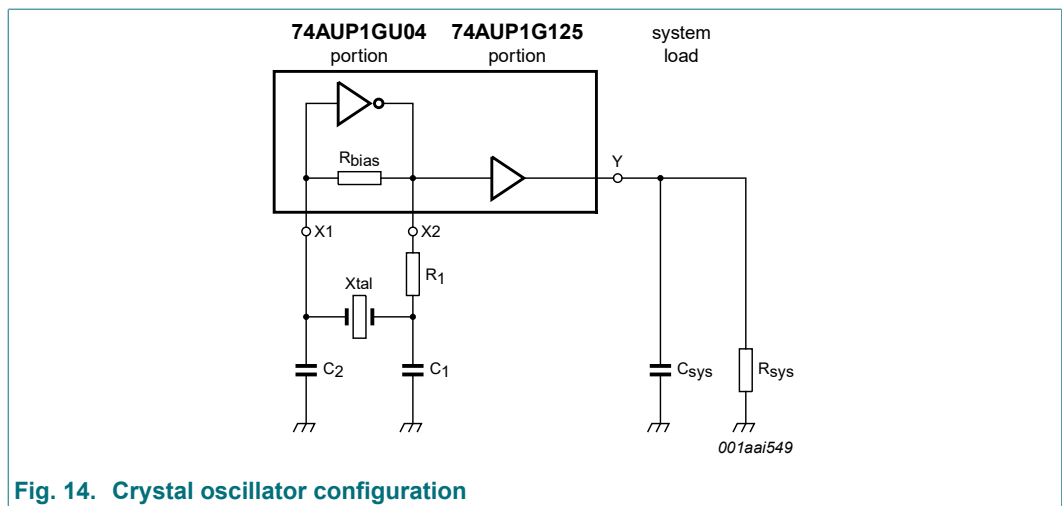 74AUP1GU04 74AUP1G125 system
portion portion load
Rbias
Y
X1 X2
R1
Xtal
C2 C1 Csys Rsys
001aai549
Fig. 14. Crystal oscillator configuration